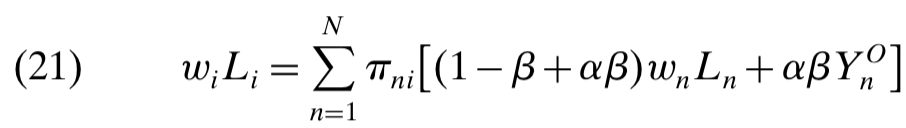 (21) $w_i L_i = \sum_{n=1}^{N} \pi_{ni}[(1 - \beta + \alpha\beta) w_n L_n + \alpha\beta Y_n^O]$